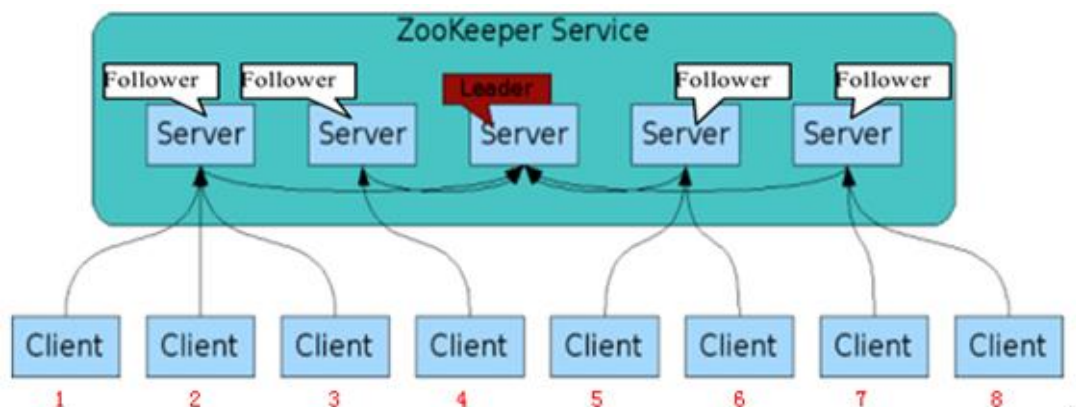 ZooKeeper Service
Follower Follower Leader Follower Follower
Server Server Server Server Server
Client Client Client Client Client Client Client Client
1 2 3 4 5 6 7 8